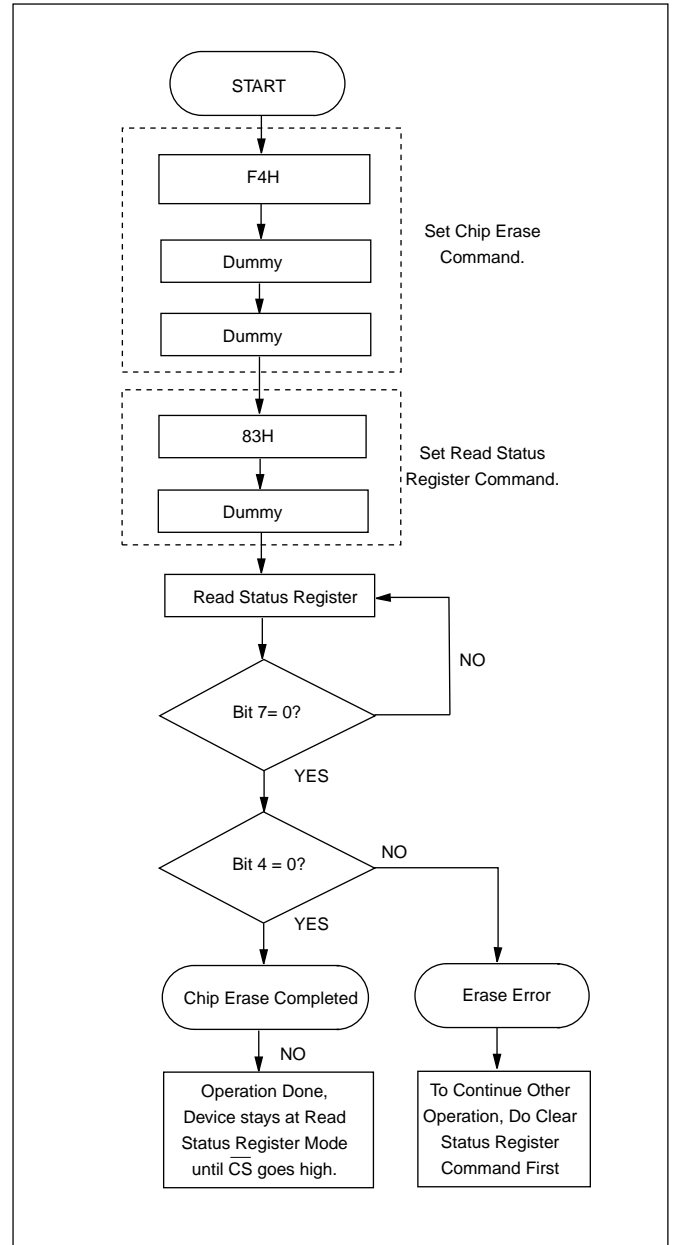 START
F4H
Dummy
Dummy
Set Chip Erase
Command.
83H
Dummy
Set Read Status
Register Command.
Read Status Register
NO
Bit 7= 0?
YES
Bit 4 = 0?
NO
YES
Chip Erase Completed
Erase Error
NO
Operation Done,
Device stays at Read
Status Register Mode
until C̅S̅ goes high.
To Continue Other
Operation, Do Clear
Status Register
Command First